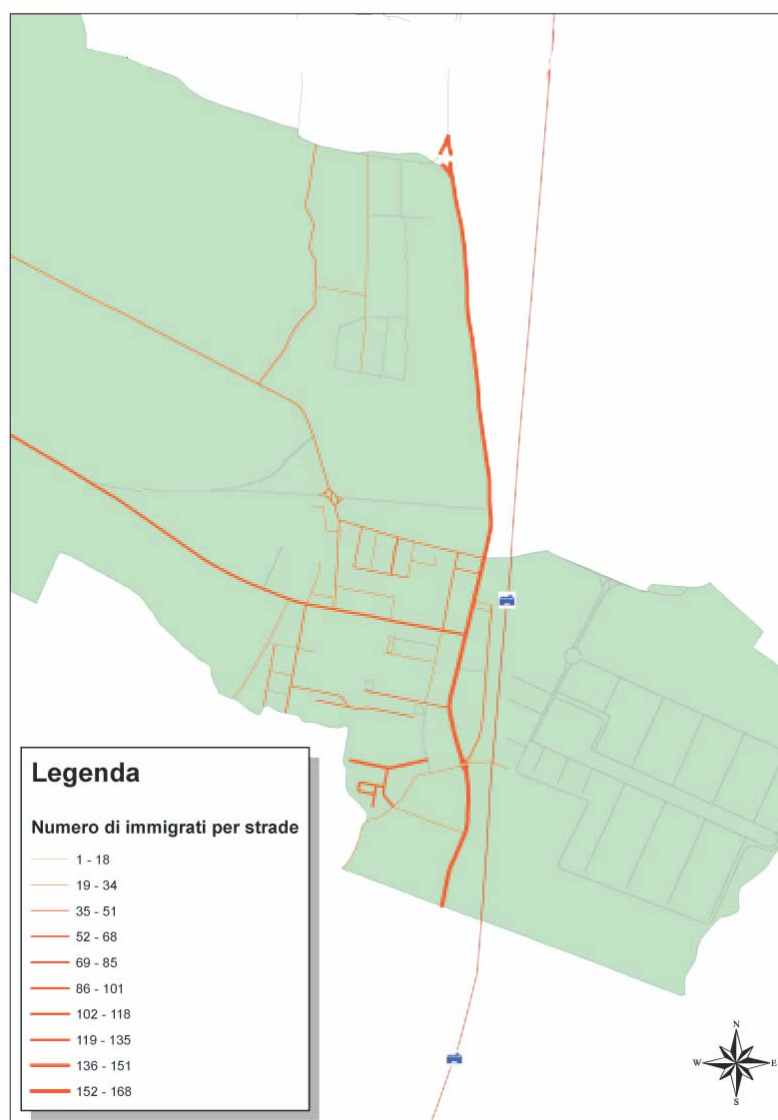 Legenda
Numero di immigrati per strade
1 - 18
19 - 34
35 - 51
52 - 68
69 - 85
86 - 101
102 - 118
119 - 135
136 - 151
152 - 168
N
W E
S